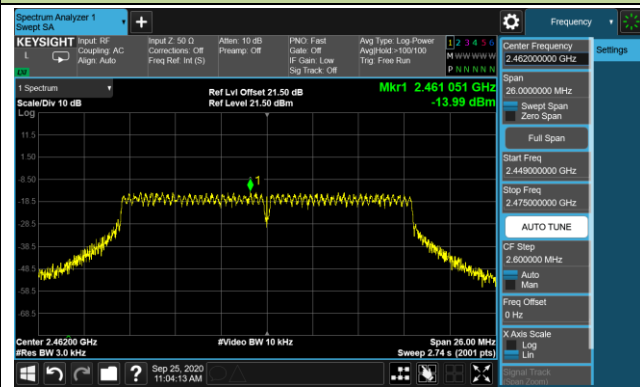 Spectrum Analyzer 1
Swept SA
Frequency
KEYSIGHT
L
Input: RF
Coupling: AC
Align: Auto
Input Z: 50 Ω
Corrections: Off
Freq Ref: Int (S)
Atten: 10 dB
Preamp: Off
PNO: Fast
Gate: Off
IF Gain: Low
Sig Track: Off
Avg Type: Log-Power
Avg|Hold:>100/100
Trig: Free Run
1 2 3 4 5 6
M W W W W W
P N N N N N
Center Frequency
2.462000000 GHz
Settings
Span
26.0000000 MHz
Swept Span
Zero Span
Full Span
Start Freq
2.449000000 GHz
Stop Freq
2.475000000 GHz
AUTO TUNE
CF Step
2.600000 MHz
Auto
Man
Freq Offset
0 Hz
X Axis Scale
Log
Lin
Signal Track
(Span Zoom)
1 Spectrum
Scale/Div 10 dB
Log
Ref Lvl Offset 21.50 dB
Ref Level 21.50 dBm
Mkr1 2.461 051 GHz
-13.99 dBm
11.5
1.50
-8.50
-18.5
-28.5
-38.5
-48.5
-58.5
-68.5
1
Center 2.46200 GHz
#Res BW 3.0 kHz
#Video BW 10 kHz
Span 26.00 MHz
Sweep 2.74 s (2001 pts)
?
Sep 25, 2020
11:04:13 AM